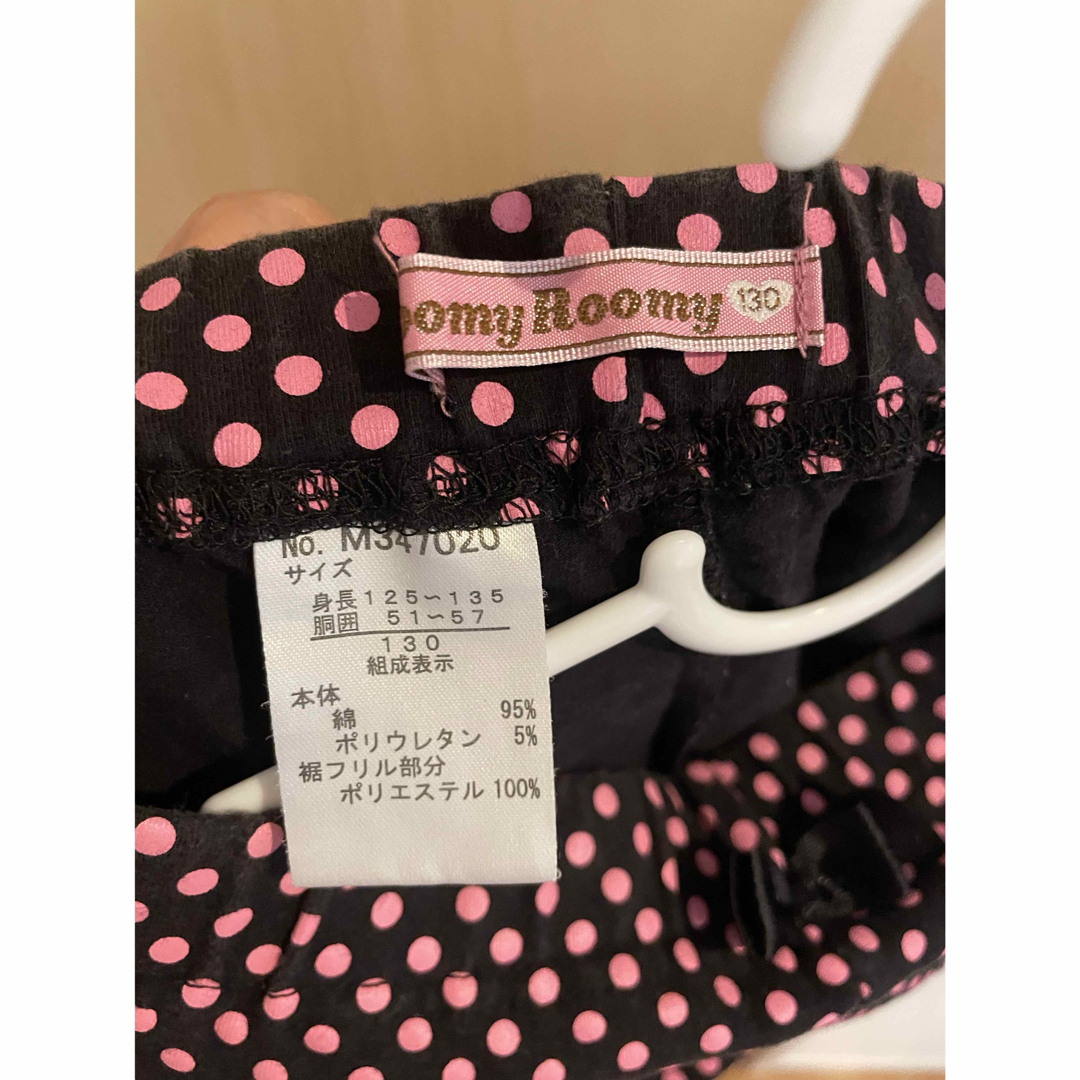 oomy Roomy 130
No. M347020
サイズ
身長 125~135
胴囲 51~57
130
組成表示
本体
綿 95%
ポリウレタン 5%
裾フリル部分
ポリエステル 100%